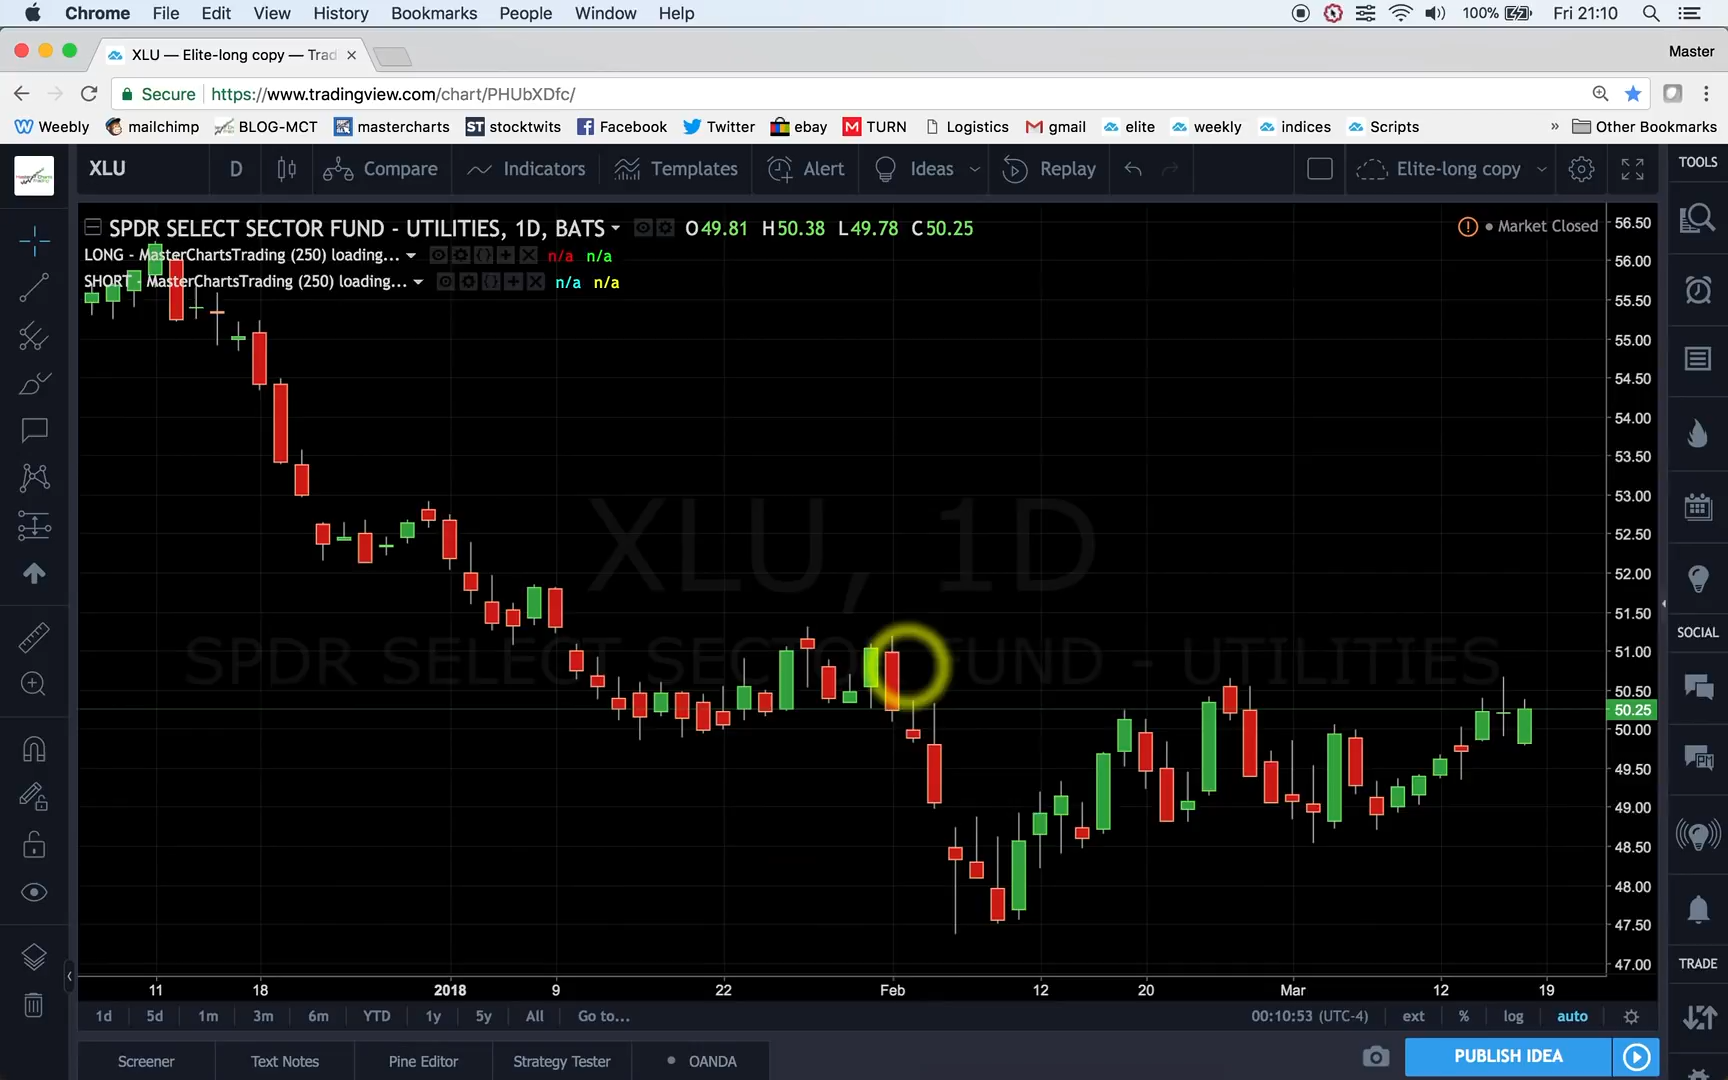 Chrome File Edit View History Bookmarks People Window Help 100% Fri 21:10
XLU — Elite-long copy — Trad Master
Secure https://www.tradingview.com/chart/PHUbXDfc/
Weebly mailchimp BLOG-MCT mastercharts ST stocktwits Facebook Twitter ebay M TURN Logistics gmail elite weekly indices Scripts » Other Bookmarks
XLU D Compare Indicators Templates Alert Ideas Replay Elite-long copy TOOLS
SPDR SELECT SECTOR FUND - UTILITIES, 1D, BATS O49.81 H50.38 L49.78 C50.25 Market Closed
LONG - MasterChartsTrading (250) loading... n/a n/a
SHORT - MasterChartsTrading (250) loading... n/a n/a
56.50
56.00
55.50
55.00
54.50
54.00
53.50
53.00
52.50
52.00
51.50
51.00
50.50
50.25
50.00
49.50
49.00
48.50
48.00
47.50
47.00
XLU, 1D
SPDR SELECT SECTOR FUND - UTILITIES
SOCIAL
TRADE
11 18 2018 9 22 Feb 12 20 Mar 12 19
1d 5d 1m 3m 6m YTD 1y 5y All Go to... 00:10:53 (UTC-4) ext % log auto
Screener Text Notes Pine Editor Strategy Tester OANDA PUBLISH IDEA